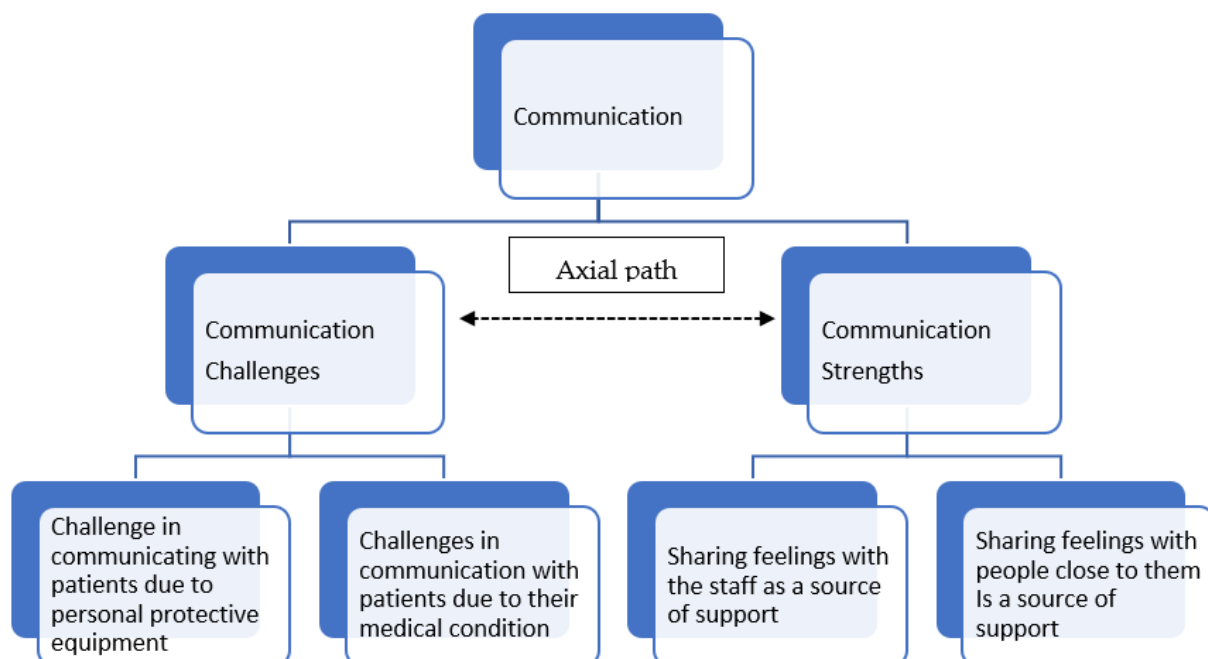 Communication
Axial path
Communication
Challenges
Communication
Strengths
Challenge in
communicating with
patients due to
personal protective
equipment
Challenges in
communication with
patients due to their
medical condition
Sharing feelings with
the staff as a source
of support
Sharing feelings with
people close to them
Is a source of
support